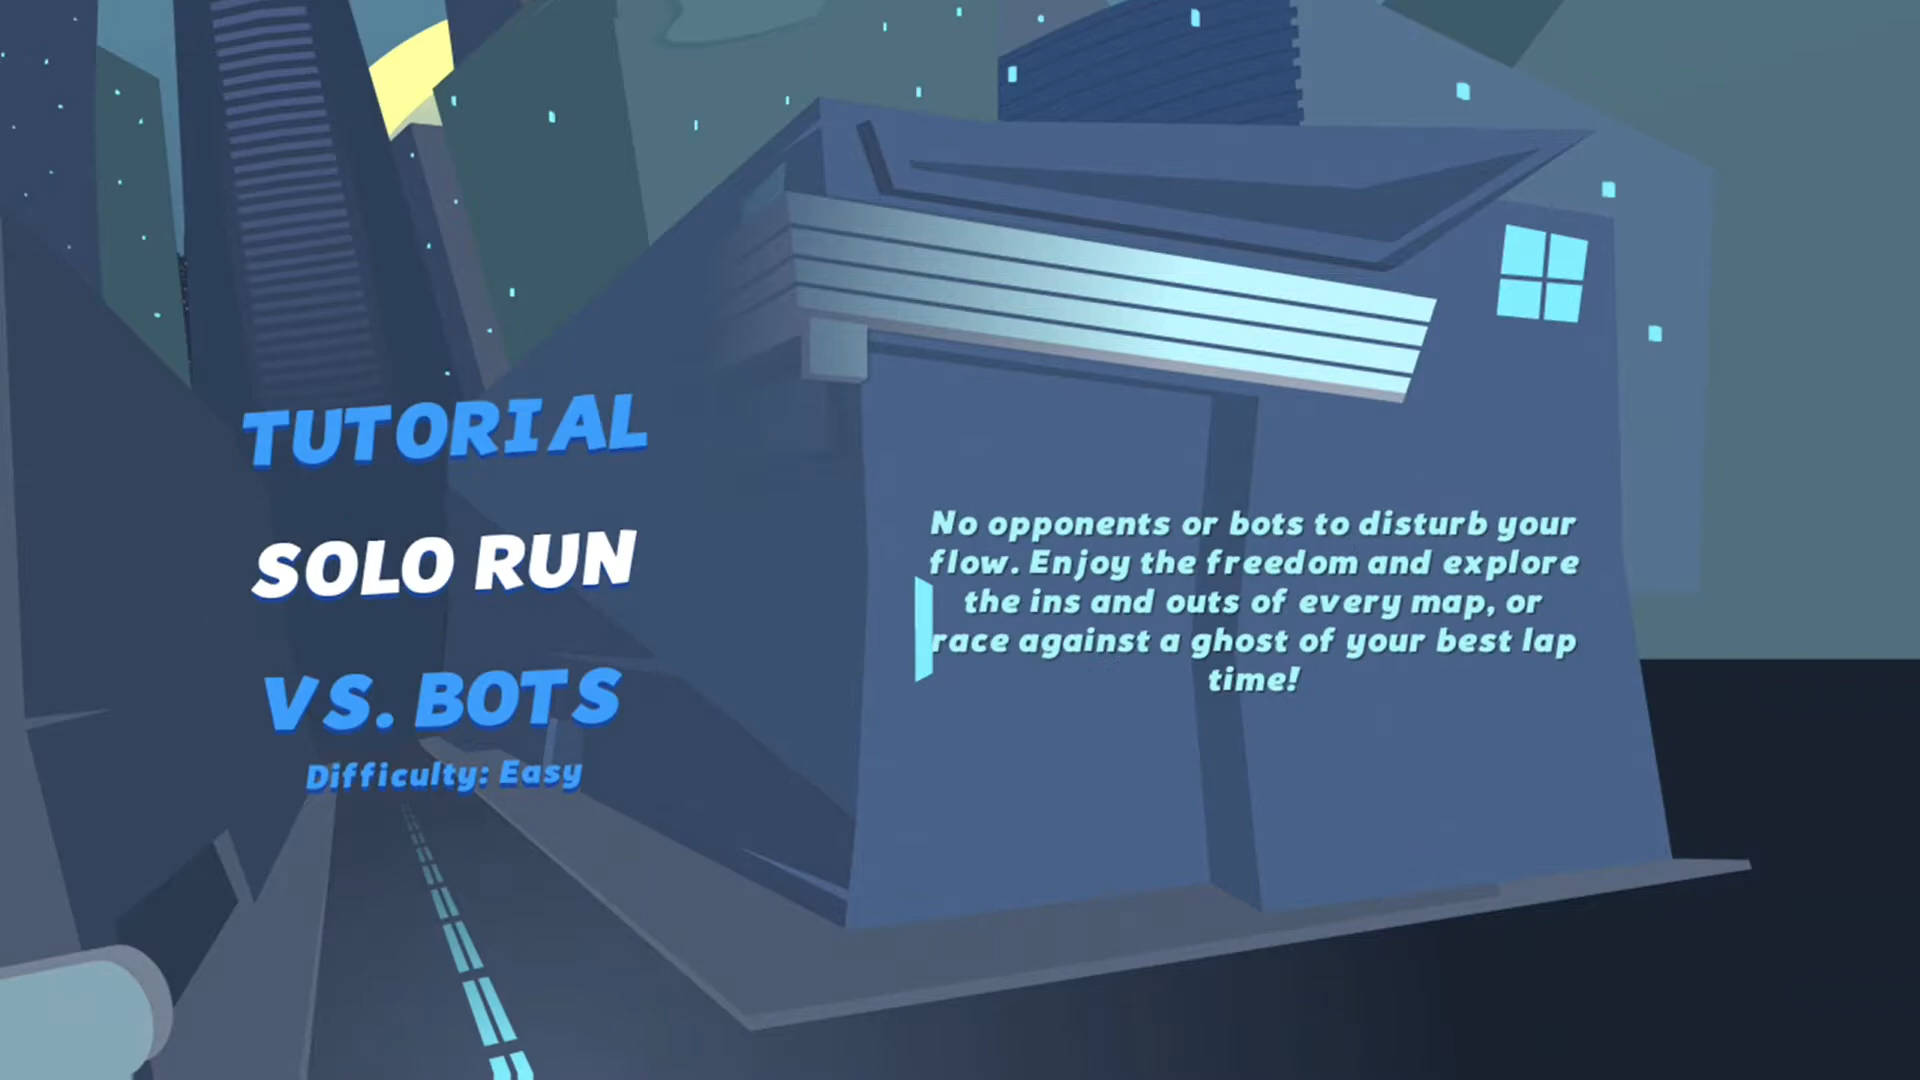 TUTORIAL
SOLO RUN
VS. BOTS
Difficulty: Easy
No opponents or bots to disturb your
flow. Enjoy the freedom and explore
the ins and outs of every map, or
race against a ghost of your best lap
time!